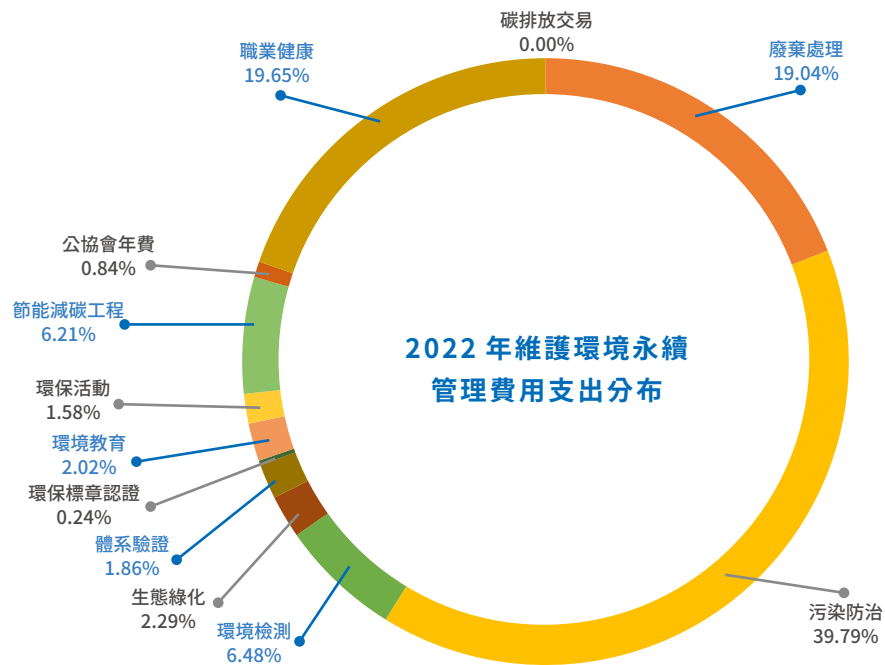 碳排放交易
0.00%
職業健康
19.65%
廢棄處理
19.04%
公協會年費
0.84%
節能減碳工程
6.21%
2022 年維護環境永續
管理費用支出分布
環保活動
1.58%
環境教育
2.02%
環保標章認證
0.24%
體系驗證
1.86%
生態綠化
2.29%
環境檢測
6.48%
污染防治
39.79%